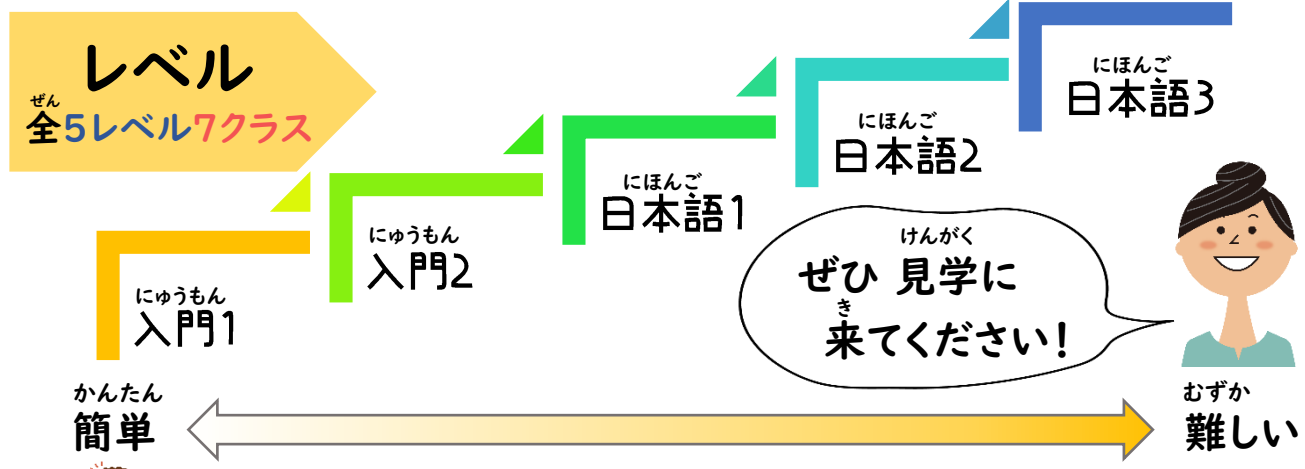 レベル
ぜん
全5レベル7クラス
にゅうもん
入門1
にゅうもん
入門2
にほんご
日本語1
にほんご
日本語2
にほんご
日本語3
けんがく
ぜひ 見学に
き
来てください！
かんたん
簡単
むずか
難しい